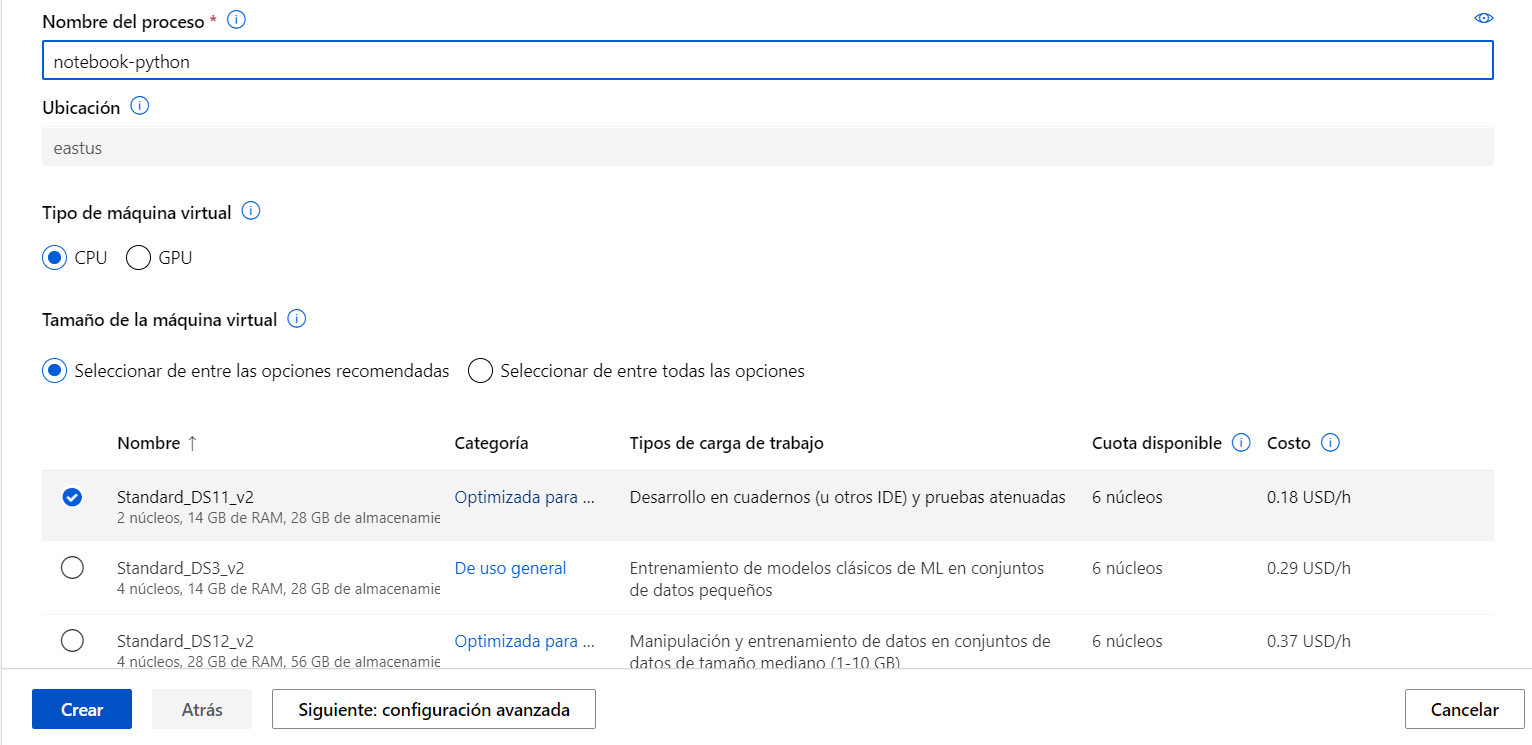 Nombre del proceso *
notebook-python
Ubicación
eastus
Tipo de máquina virtual
CPU GPU
Tamaño de la máquina virtual
Seleccionar de entre las opciones recomendadas Seleccionar de entre todas las opciones
Nombre ↑ Categoría Tipos de carga de trabajo Cuota disponible Costo
Standard_DS11_v2 Optimizada para ... Desarrollo en cuadernos (u otros IDE) y pruebas atenuadas 6 núcleos 0.18 USD/h
2 núcleos, 14 GB de RAM, 28 GB de almacenamie
Standard_DS3_v2 De uso general Entrenamiento de modelos clásicos de ML en conjuntos 6 núcleos 0.29 USD/h
4 núcleos, 14 GB de RAM, 28 GB de almacenamie de datos pequeños
Standard_DS12_v2 Optimizada para ... Manipulación y entrenamiento de datos en conjuntos de 6 núcleos 0.37 USD/h
4 núcleos, 28 GB de RAM, 56 GB de almacenamie datos de tamaño mediano (1-10 GB)
Crear Atrás Siguiente: configuración avanzada Cancelar